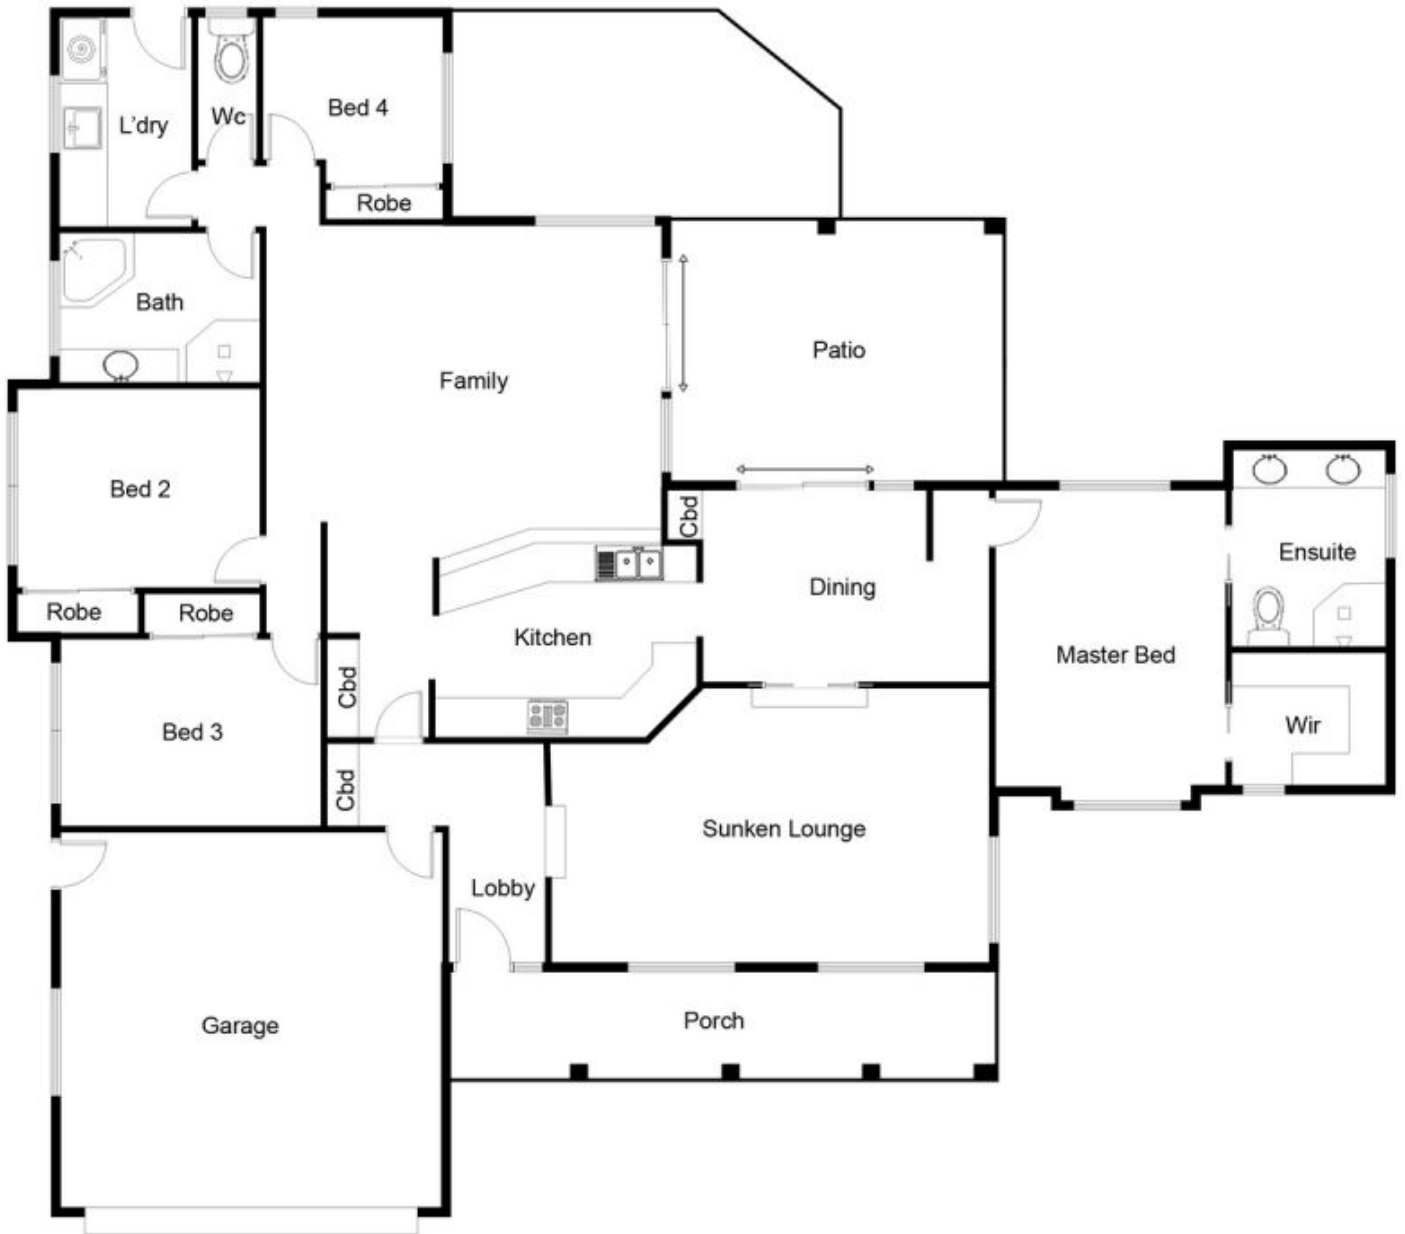 L'dry
Wc
Bed 4
Robe
Bath
Family
Patio
Bed 2
Cbd
Ensuite
Dining
Robe
Robe
Kitchen
Master Bed
Cbd
Bed 3
Wir
Cbd
Sunken Lounge
Lobby
Garage
Porch